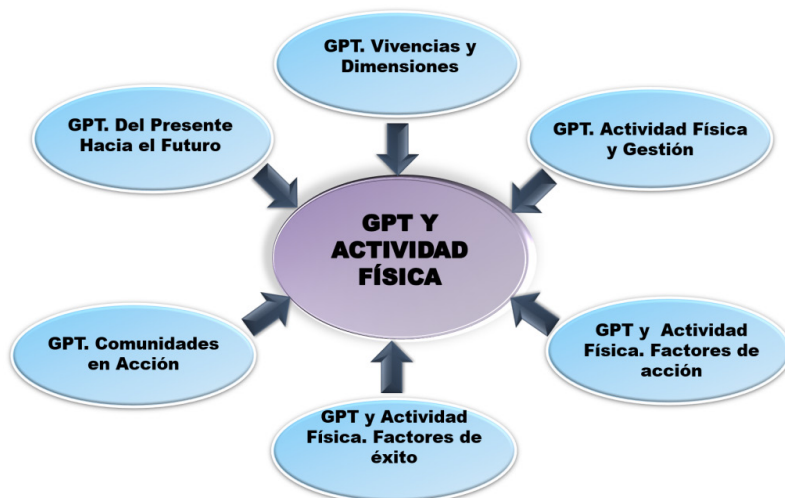 GPT. Vivencias y
Dimensiones
GPT. Del Presente
Hacia el Futuro
GPT. Actividad Física
y Gestión
GPT Y
ACTIVIDAD
FÍSICA
GPT. Comunidades
en Acción
GPT y Actividad
Física. Factores de
acción
GPT y Actividad
Física. Factores de
éxito